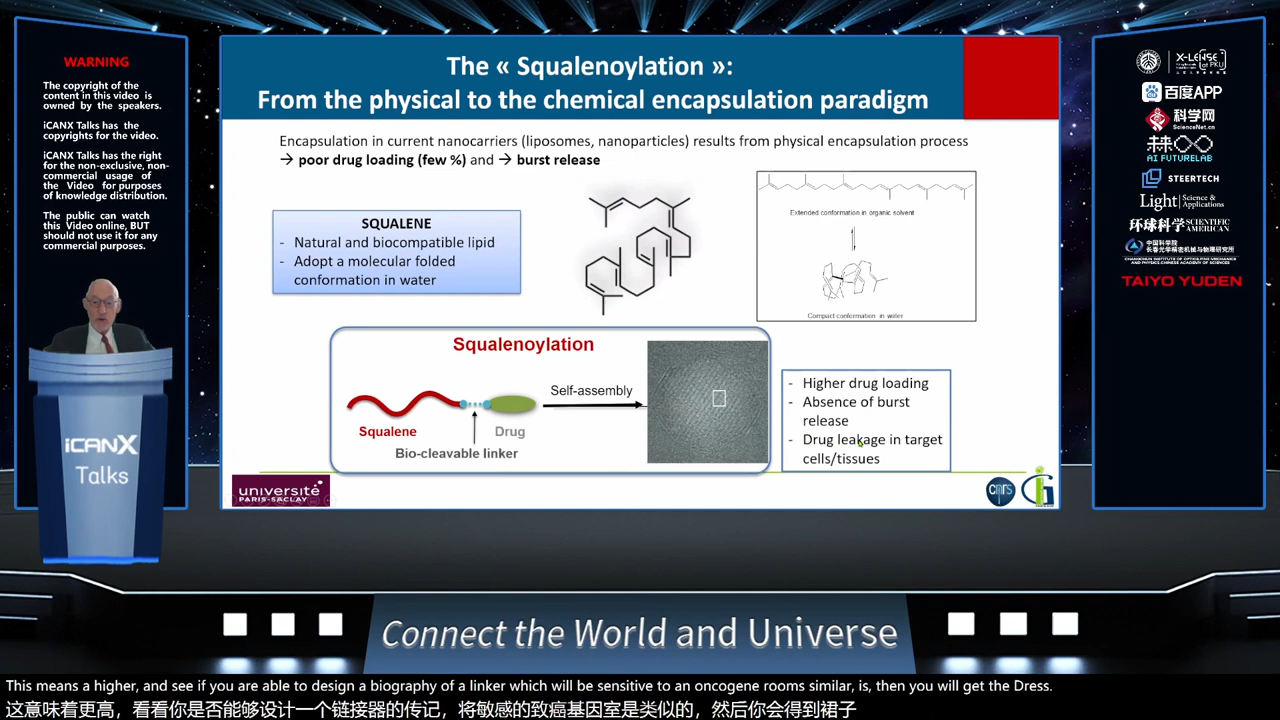 WARNING
The copyright of the
content in this video is
owned by the speakers.
iCANX Talks has the
copyrights for the video.
iCANX Talks has the right
for the non-exclusive, non-
commercial usage of
the Video for purposes
of knowledge distribution.
The public can watch
this Video online, BUT
should not use it for any
commercial purposes.
iCANX
Talks
The « Squalenoylation »:
From the physical to the chemical encapsulation paradigm
Encapsulation in current nanocarriers (liposomes, nanoparticles) results from physical encapsulation process
→ poor drug loading (few %) and → burst release
SQUALENE
- Natural and biocompatible lipid
- Adopt a molecular folded
conformation in water
Extended conformation in organic solvent
Compact conformation in water
Squalenoylation
Self-assembly
Squalene
Drug
Bio-cleavable linker
- Higher drug loading
- Absence of burst
release
- Drug leakage in target
cells/tissues
université
PARIS-SACLAY
cnrs
X-LENSE
at PKU
百度APP
科学网
ScienceNet.cn
AI FUTURELAB
STEERTECH
Light Science & Applications
环球科学 SCIENTIFIC AMERICAN
中国科学院
长春光学精密机械与物理研究所
CHANGCHUN INSTITUTE OF OPTICS, FINE MECHANICS
AND PHYSICS, CHINESE ACADEMY OF SCIENCES
TAIYO YUDEN
Connect the World and Universe
This means a higher, and see if you are able to design a biography of a linker which will be sensitive to an oncogene rooms similar, is, then you will get the Dress.
这意味着更高，看看你是否能够设计一个链接器的传记，将敏感的致癌基因室是类似的，然后你会得到裙子